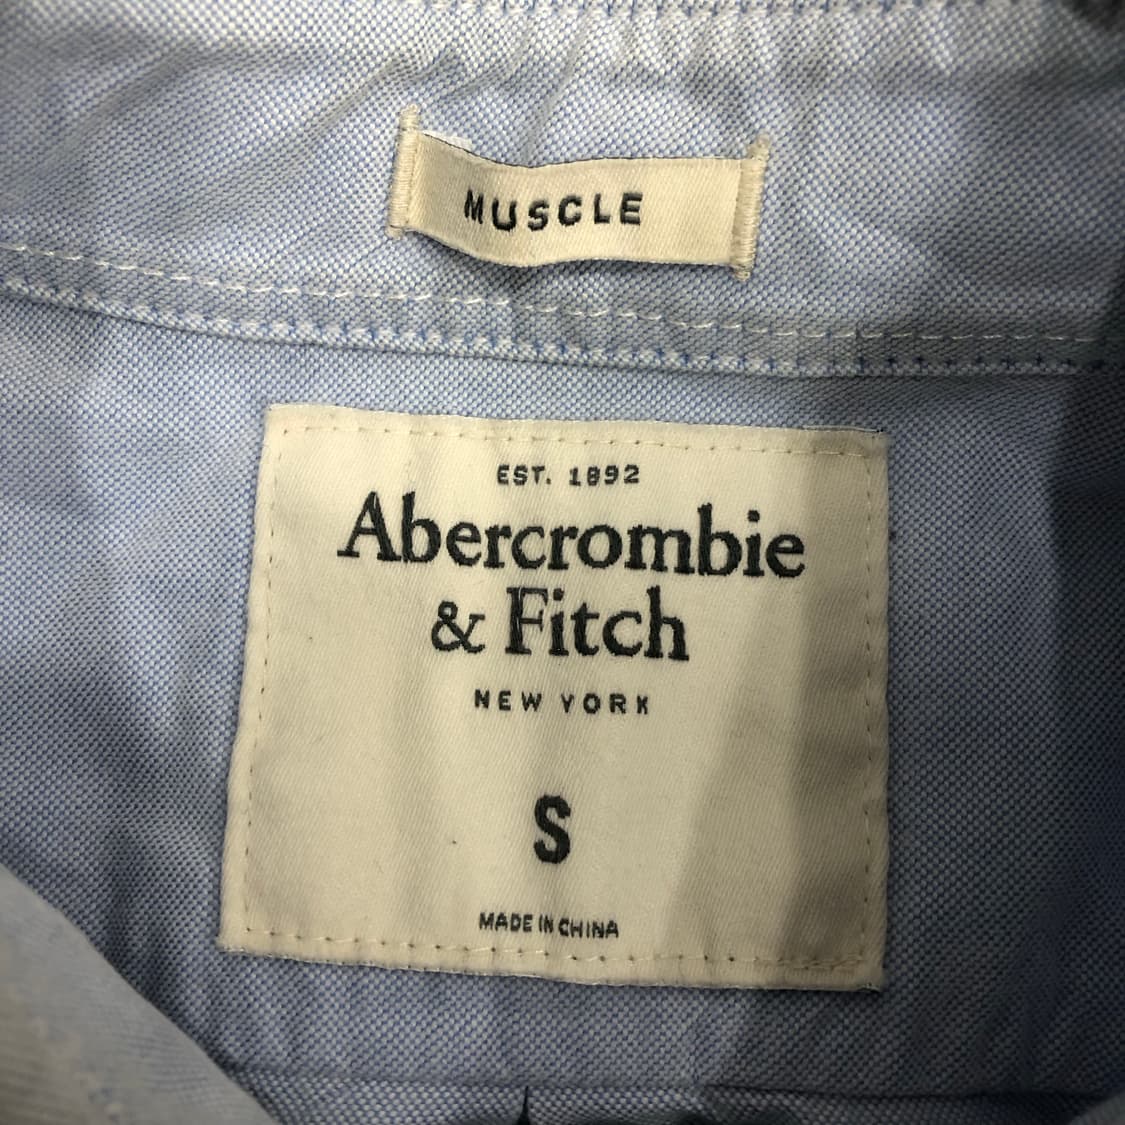 MUSCLE
EST. 1892
Abercrombie
& Fitch
NEW YORK
S
MADE IN CHINA